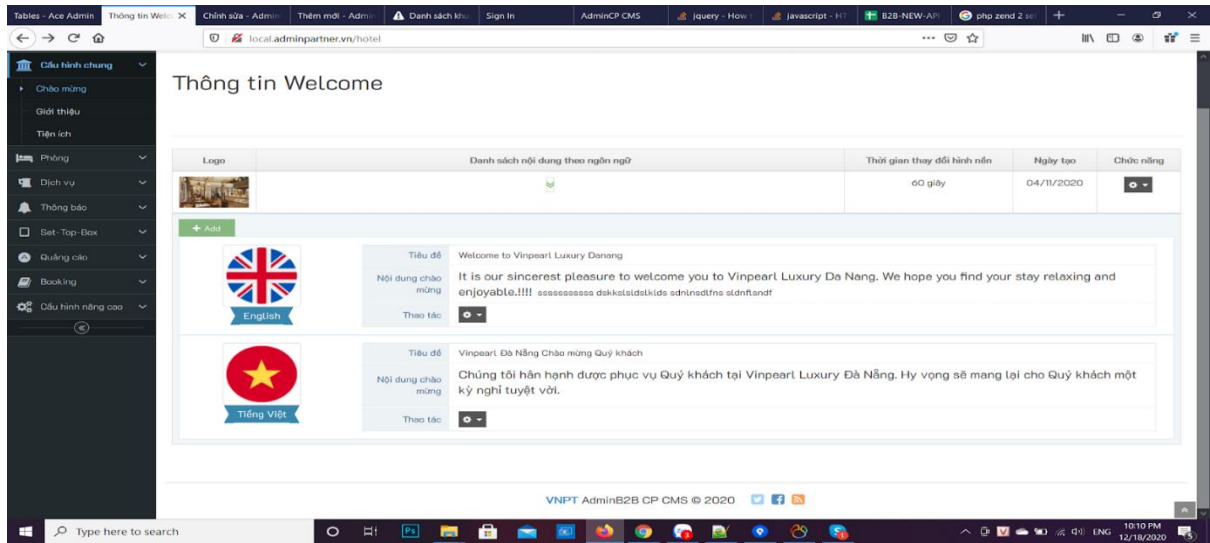 Tables - Ace Admin
Thông tin Welc
Chỉnh sửa - Admin
Thêm mới - Admin
Danh sách khu
Sign In
AdminCP CMS
jquery - How t
javascript - HT
B2B-NEW-API
php zend 2 se
local.adminpartner.vn/hotel
Cấu hình chung
Chào mừng
Giới thiệu
Tiện ích
Phòng
Dịch vụ
Thông báo
Set-Top-Box
Quảng cáo
Booking
Cấu hình nâng cao
Thông tin Welcome
Logo Danh sách nội dung theo ngôn ngữ Thời gian thay đổi hình nền Ngày tạo Chức năng
60 giây 04/11/2020
+ Add
English
Tiêu đề Welcome to Vinpearl Luxury Danang
Nội dung chào mừng
It is our sincerest pleasure to welcome you to Vinpearl Luxury Da Nang. We hope you find your stay relaxing and
enjoyable.!!!!
Thao tác
Tiếng Việt
Tiêu đề Vinpearl Đà Nẵng Chào mừng Quý khách
Nội dung chào mừng
Chúng tôi hân hạnh được phục vụ Quý khách tại Vinpearl Luxury Đà Nẵng. Hy vọng sẽ mang lại cho Quý khách một
kỳ nghỉ tuyệt vời.
Thao tác
VNPT AdminB2B CP CMS © 2020
Type here to search
Ps
ENG
10:10 PM
12/18/2020